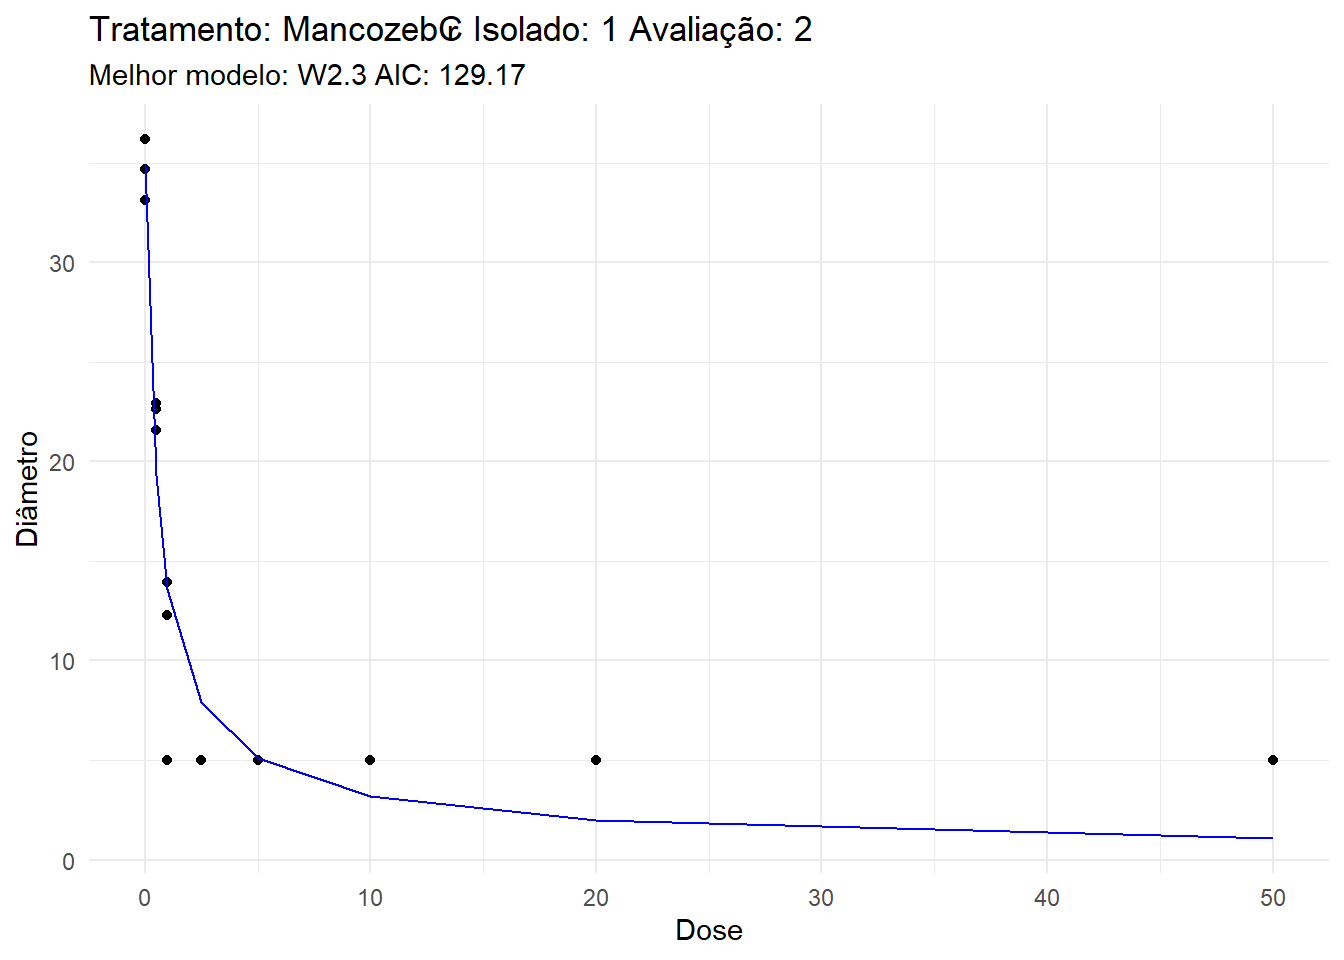 Tratamento: Mancozeb₢ Isolado: 1 Avaliação: 2
Melhor modelo: W2.3 AIC: 129.17
Diâmetro
30
20
10
0
0 10 20 30 40 50
Dose